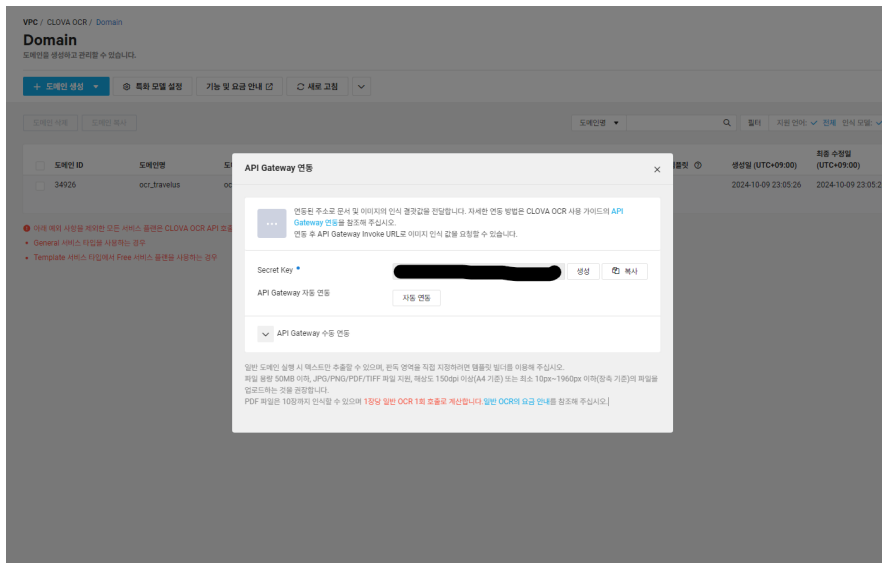 VPC / CLOVA OCR / Domain
Domain
도메인을 생성하고 관리할 수 있습니다.
+ 도메인 생성 특화 모델 설정 기능 및 요금 안내 새로 고침
도메인 삭제 도메인 복사 도메인명 필터 지원 언어: 전체 인식 모델:
도메인 ID 도메인명 생성일 (UTC+09:00) 최종 수정일 (UTC+09:00)
34926 ocr_travelus 2024-10-09 23:05:26 2024-10-09 23:05:2
아래 예외 사항을 제외한 모든 서비스 플랜은 CLOVA OCR API 호출
• General 서비스 타입을 사용하는 경우
• Template 서비스 타입에서 Free 서비스 플랜을 사용하는 경우
API Gateway 연동
연동된 주소로 문서 및 이미지의 인식 결괏값을 전달합니다. 자세한 연동 방법은 CLOVA OCR 사용 가이드의 API
Gateway 연동을 참조해 주십시오.
연동 후 API Gateway Invoke URL로 이미지 인식 값을 요청할 수 있습니다.
Secret Key 생성 복사
API Gateway 자동 연동 자동 연동
API Gateway 수동 연동
일반 도메인 실행 시 텍스트만 추출할 수 있으며, 판독 영역을 직접 지정하려면 템플릿 빌더를 이용해 주십시오.
파일 용량 50MB 이하, JPG/PNG/PDF/TIFF 파일 지원, 해상도 150dpi 이상(A4 기준) 또는 최소 10px~1960px 이하(장축 기준)의 파일을
업로드하는 것을 권장합니다.
PDF 파일은 10장까지 인식할 수 있으며 1장당 일반 OCR 1회 호출로 계산됩니다.일반 OCR의 요금 안내를 참조해 주십시오.